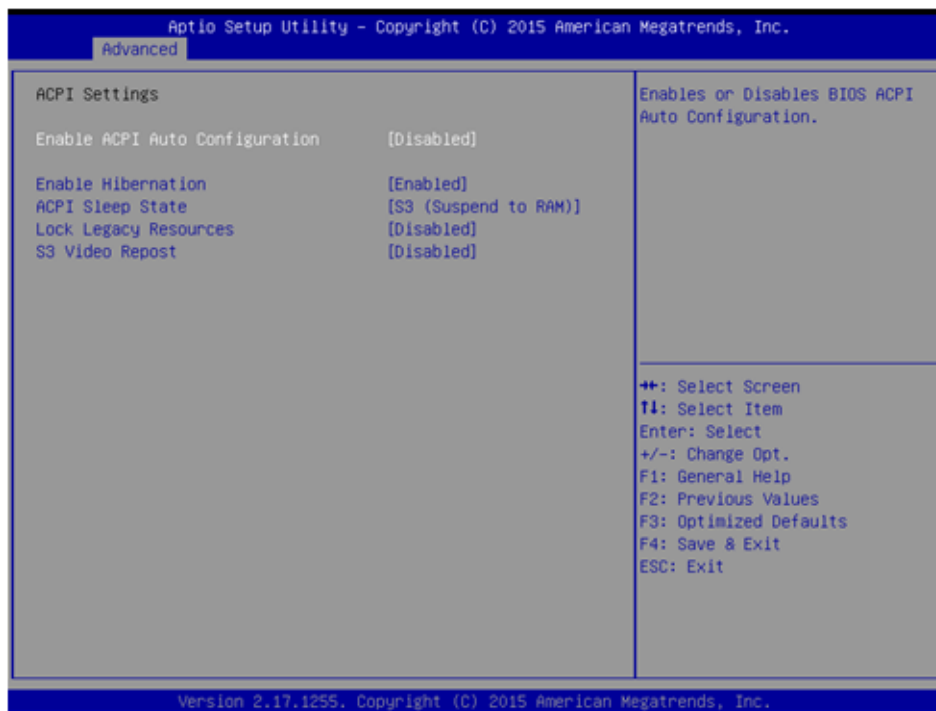 Aptio Setup Utility – Copyright (C) 2015 American Megatrends, Inc.
Advanced
ACPI Settings
Enable ACPI Auto Configuration [Disabled]
Enable Hibernation [Enabled]
ACPI Sleep State [S3 (Suspend to RAM)]
Lock Legacy Resources [Disabled]
S3 Video Repost [Disabled]
Enables or Disables BIOS ACPI
Auto Configuration.
→←: Select Screen
↑↓: Select Item
Enter: Select
+/-: Change Opt.
F1: General Help
F2: Previous Values
F3: Optimized Defaults
F4: Save & Exit
ESC: Exit
Version 2.17.1255. Copyright (C) 2015 American Megatrends, Inc.